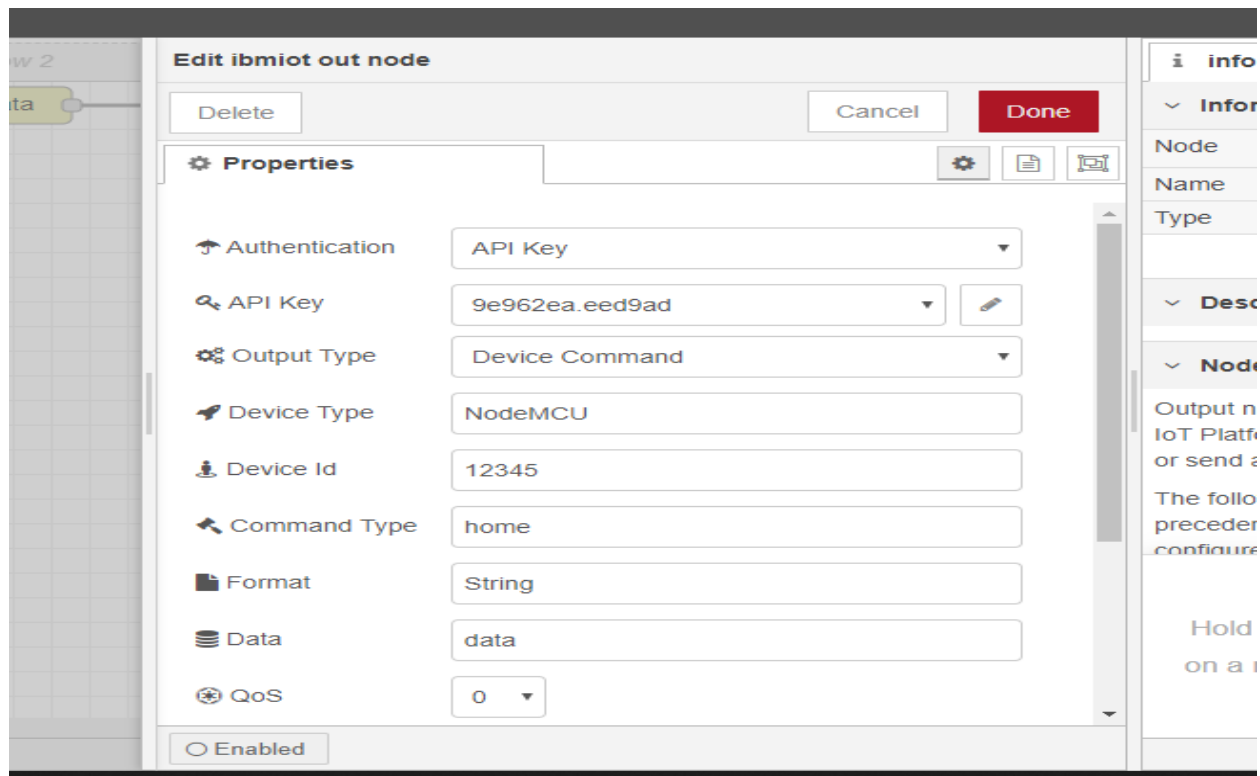 w 2
ta
Edit ibmiot out node
Delete
Cancel
Done
Properties
Authentication
API Key
API Key
9e962ea.eed9ad
Output Type
Device Command
Device Type
NodeMCU
Device Id
12345
Command Type
home
Format
String
Data
data
QoS
0
Enabled
i info
Infor
Node
Name
Type
Desc
Node
Output n
IoT Platf
or send a
The follo
preceder
configure
Hold
on a